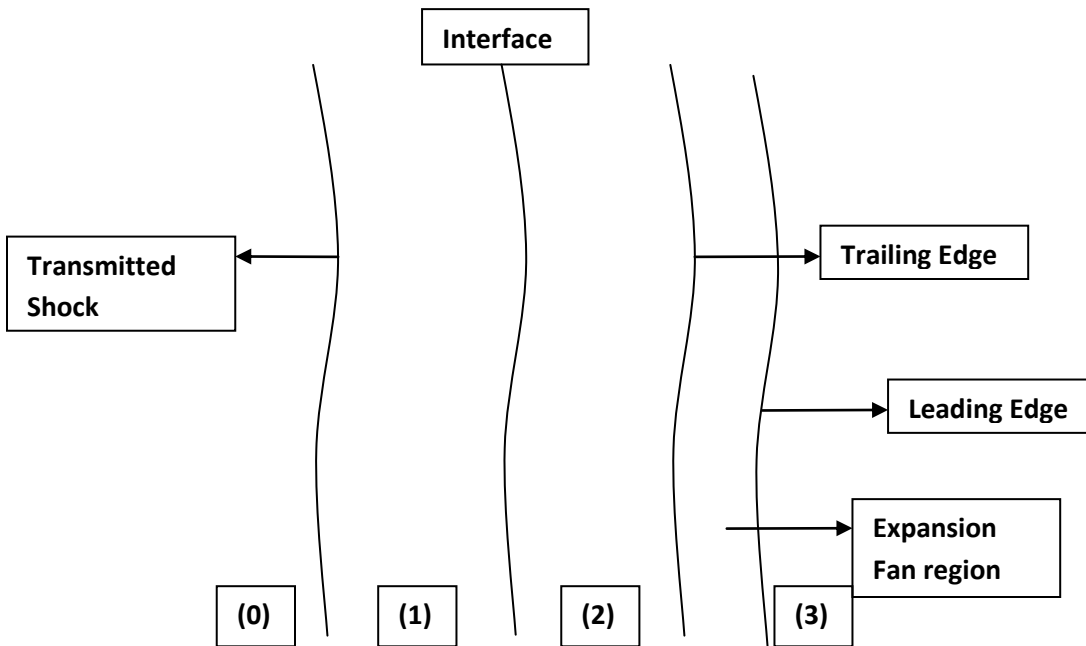 Interface
Transmitted
Shock
Trailing Edge
Leading Edge
Expansion
Fan region
(0)
(1)
(2)
(3)